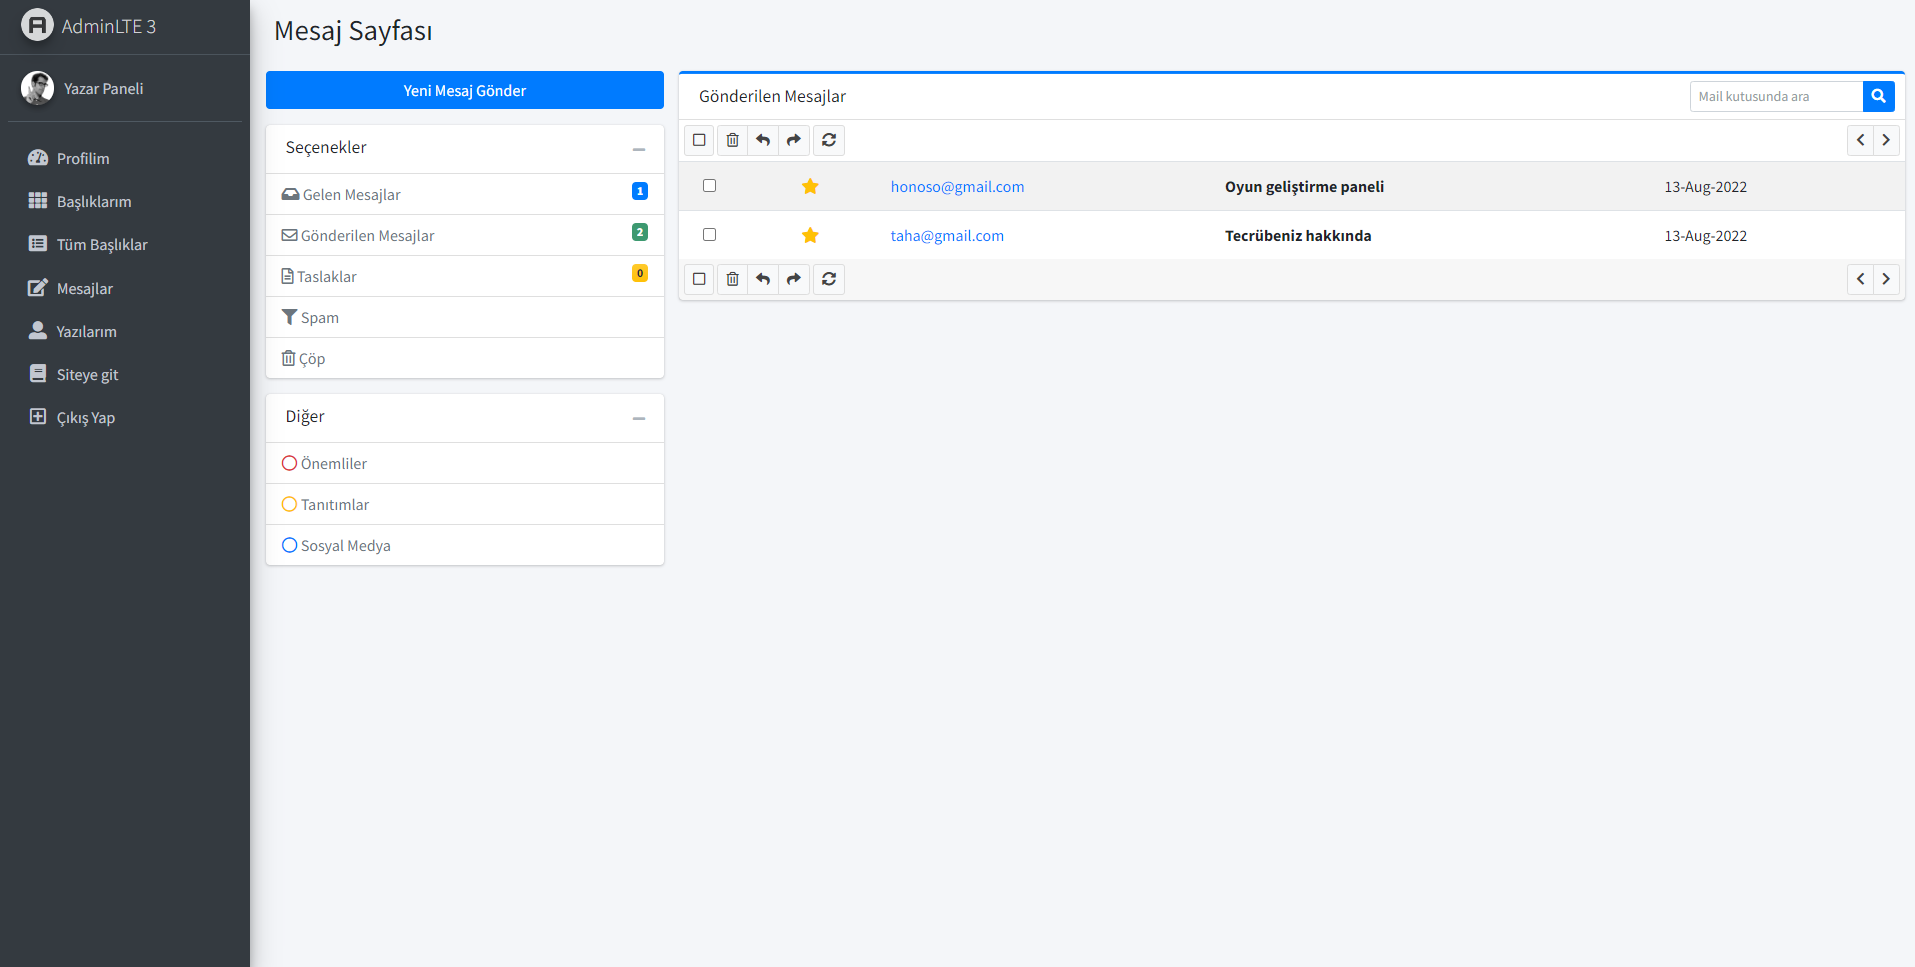 AdminLTE 3
Yazar Paneli
Profilim
Başlıklarım
Tüm Başlıklar
Mesajlar
Yazılarım
Siteye git
Çıkış Yap
Mesaj Sayfası
Yeni Mesaj Gönder
Seçenekler
Gelen Mesajlar 1
Gönderilen Mesajlar 2
Taslaklar 0
Spam
Çöp
Diğer
Önemliler
Tanıtımlar
Sosyal Medya
Gönderilen Mesajlar
Mail kutusunda ara
honoso@gmail.com Oyun geliştirme paneli 13-Aug-2022
taha@gmail.com Tecrübeniz hakkında 13-Aug-2022